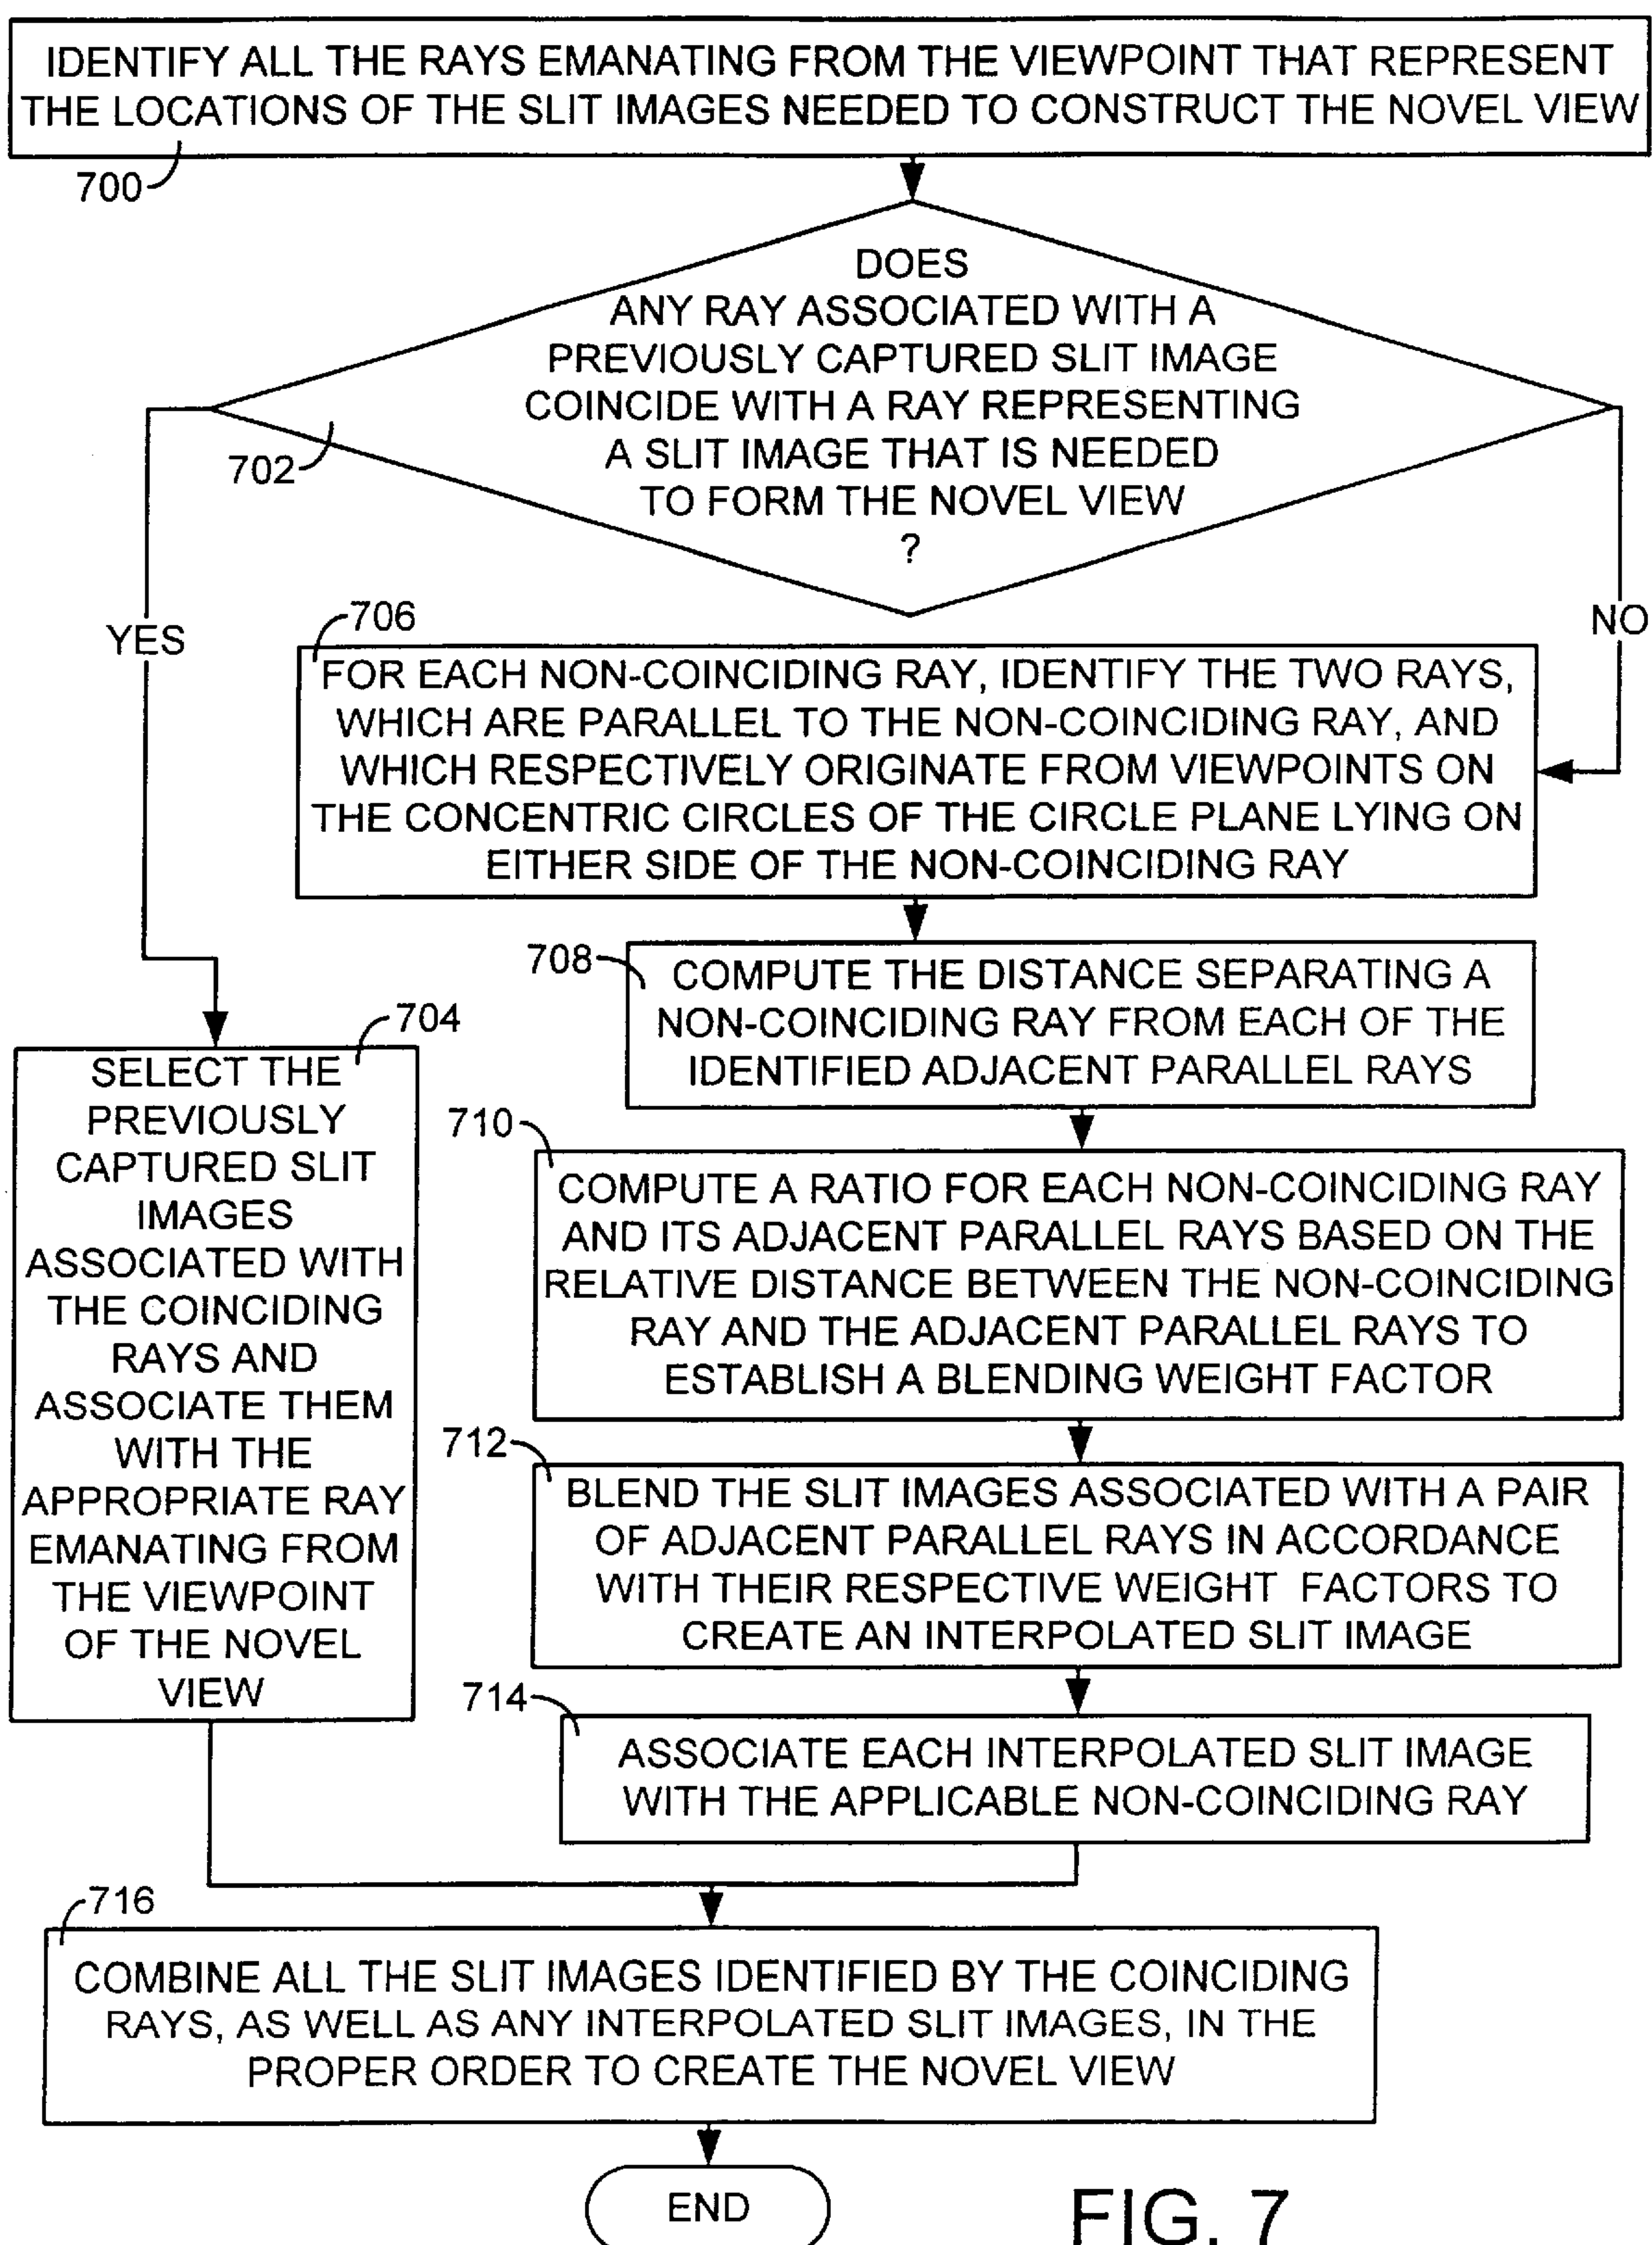 IDENTIFY ALL THE RAYS EMANATING FROM THE VIEWPOINT THAT REPRESENT
THE LOCATIONS OF THE SLIT IMAGES NEEDED TO CONSTRUCT THE NOVEL VIEW
700
DOES
ANY RAY ASSOCIATED WITH A
PREVIOUSLY CAPTURED SLIT IMAGE
COINCIDE WITH A RAY REPRESENTING
A SLIT IMAGE THAT IS NEEDED
TO FORM THE NOVEL VIEW
?
702
YES
NO
706
FOR EACH NON-COINCIDING RAY, IDENTIFY THE TWO RAYS,
WHICH ARE PARALLEL TO THE NON-COINCIDING RAY, AND
WHICH RESPECTIVELY ORIGINATE FROM VIEWPOINTS ON
THE CONCENTRIC CIRCLES OF THE CIRCLE PLANE LYING ON
EITHER SIDE OF THE NON-COINCIDING RAY
708
COMPUTE THE DISTANCE SEPARATING A
NON-COINCIDING RAY FROM EACH OF THE
IDENTIFIED ADJACENT PARALLEL RAYS
704
SELECT THE
PREVIOUSLY
CAPTURED SLIT
IMAGES
ASSOCIATED WITH
THE COINCIDING
RAYS AND
ASSOCIATE THEM
WITH THE
APPROPRIATE RAY
EMANATING FROM
THE VIEWPOINT
OF THE NOVEL
VIEW
710
COMPUTE A RATIO FOR EACH NON-COINCIDING RAY
AND ITS ADJACENT PARALLEL RAYS BASED ON THE
RELATIVE DISTANCE BETWEEN THE NON-COINCIDING
RAY AND THE ADJACENT PARALLEL RAYS TO
ESTABLISH A BLENDING WEIGHT FACTOR
712
BLEND THE SLIT IMAGES ASSOCIATED WITH A PAIR
OF ADJACENT PARALLEL RAYS IN ACCORDANCE
WITH THEIR RESPECTIVE WEIGHT FACTORS TO
CREATE AN INTERPOLATED SLIT IMAGE
714
ASSOCIATE EACH INTERPOLATED SLIT IMAGE
WITH THE APPLICABLE NON-COINCIDING RAY
716
COMBINE ALL THE SLIT IMAGES IDENTIFIED BY THE COINCIDING
RAYS, AS WELL AS ANY INTERPOLATED SLIT IMAGES, IN THE
PROPER ORDER TO CREATE THE NOVEL VIEW
END
FIG. 7